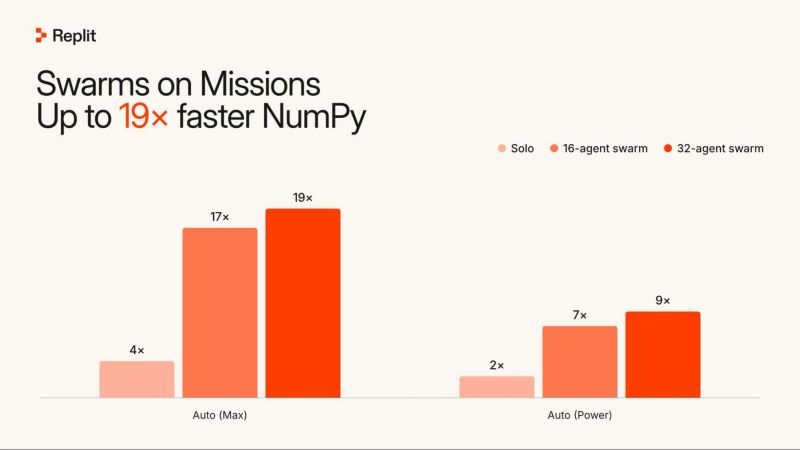 Replit
Swarms on Missions
Up to 19× faster NumPy
Solo 16-agent swarm 32-agent swarm
4× 17× 19×
2× 7× 9×
Auto (Max) Auto (Power)